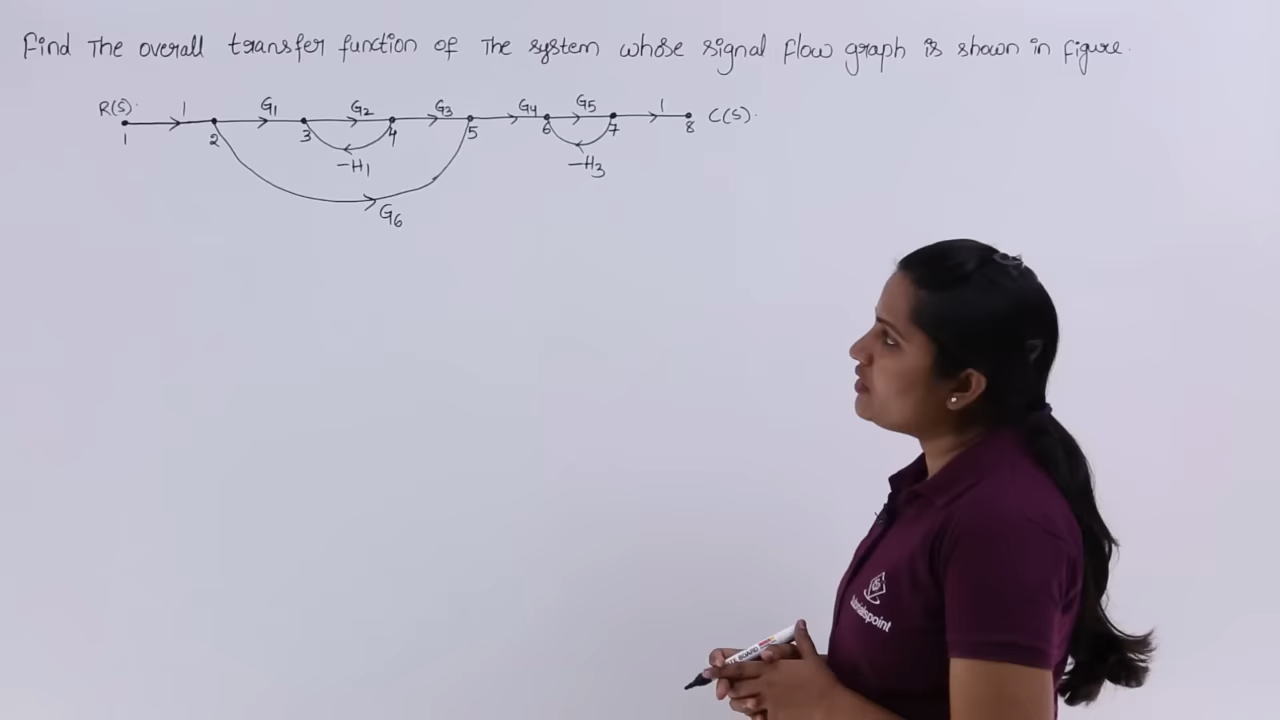 Find The overall transfer function of The system whose signal flow graph is shown in figure.
R(S). 1 G1 G2 G3 G4 G5 1 C(S).
1 2 3 4 5 6 7 8
-H1 -H3
G6
tutorialspoint